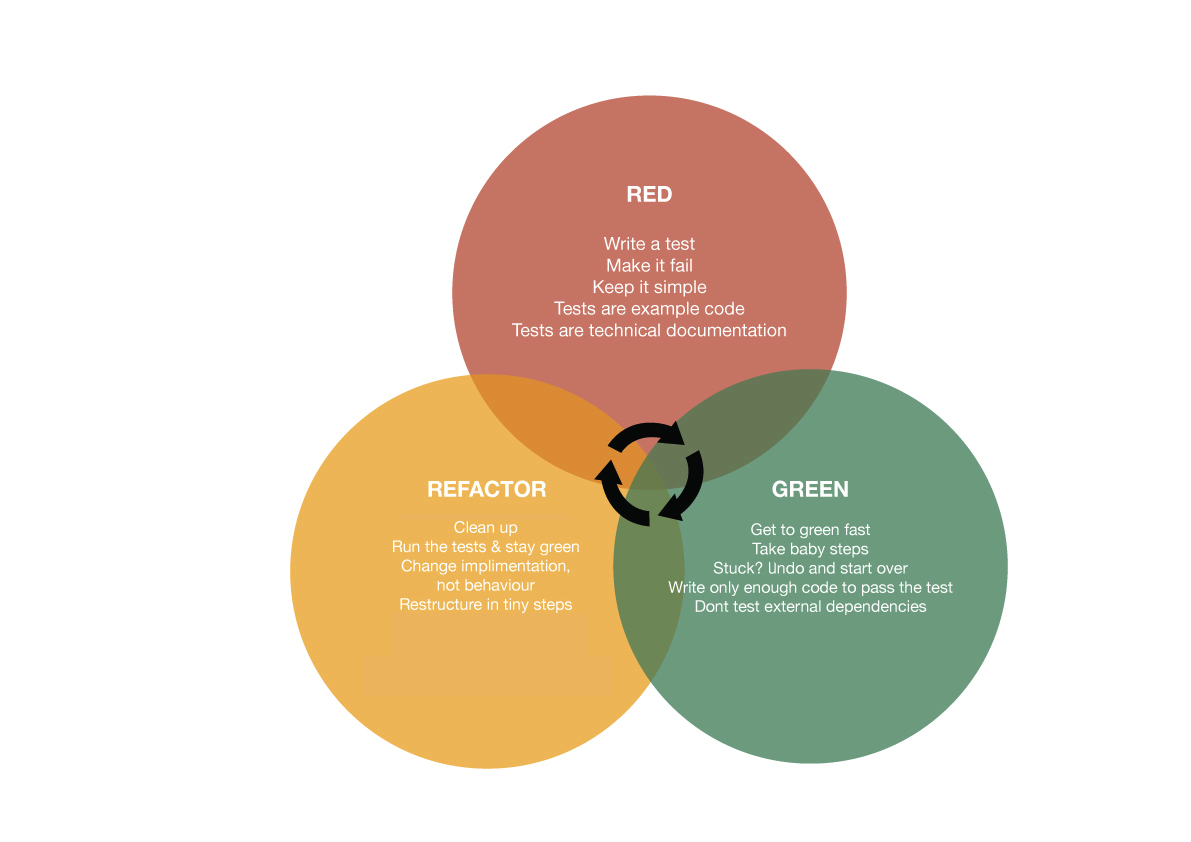 RED
Write a test
Make it fail
Keep it simple
Tests are example code
Tests are technical documentation
REFACTOR
Clean up
Run the tests & stay green
Change implimentation,
not behaviour
Restructure in tiny steps
GREEN
Get to green fast
Take baby steps
Stuck? Undo and start over
Write only enough code to pass the test
Dont test external dependencies